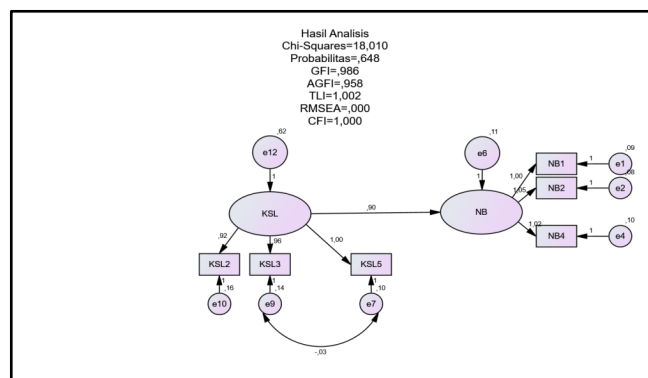 Hasil Analisis
Chi-Squares=18,010
Probabilitas=,648
GFI=,986
AGFI=,958
TLI=1,002
RMSEA=,000
CFI=1,000
,62
e12
1
KSL
,90
,11
e6
1
NB
1,00
1,05
1,02
NB1
1
,09
e1
NB2
1
,08
e2
NB4
1
,10
e4
,92
,96
1,00
KSL2
KSL3
KSL5
1
,16
e10
1
,14
e9
1
,10
e7
-,03